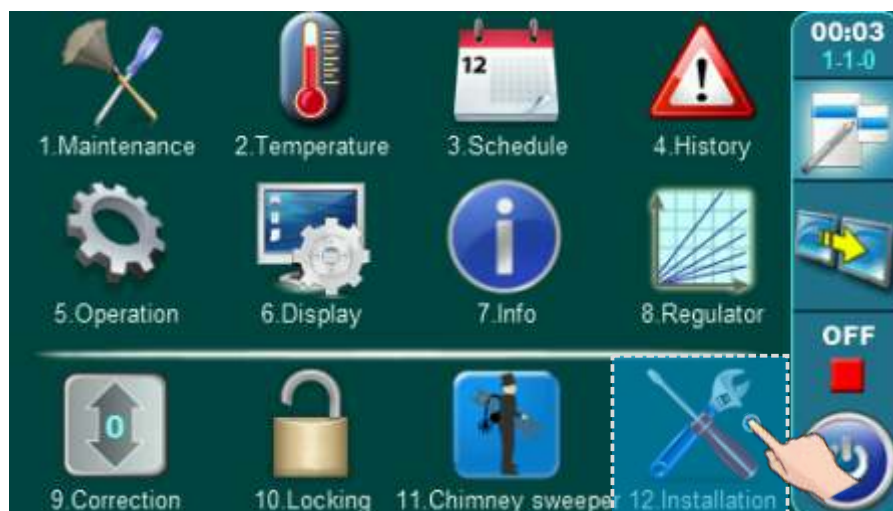 00:03
1-1-0
12
1.Maintenance 2.Temperature 3.Schedule 4.History
5.Operation 6.Display 7.Info 8.Regulator
OFF
0
9.Correction 10.Locking 11.Chimney sweeper 12.Installation